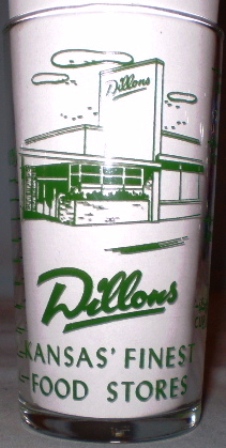 Dillons
Dillons
KANSAS' FINEST
FOOD STORES